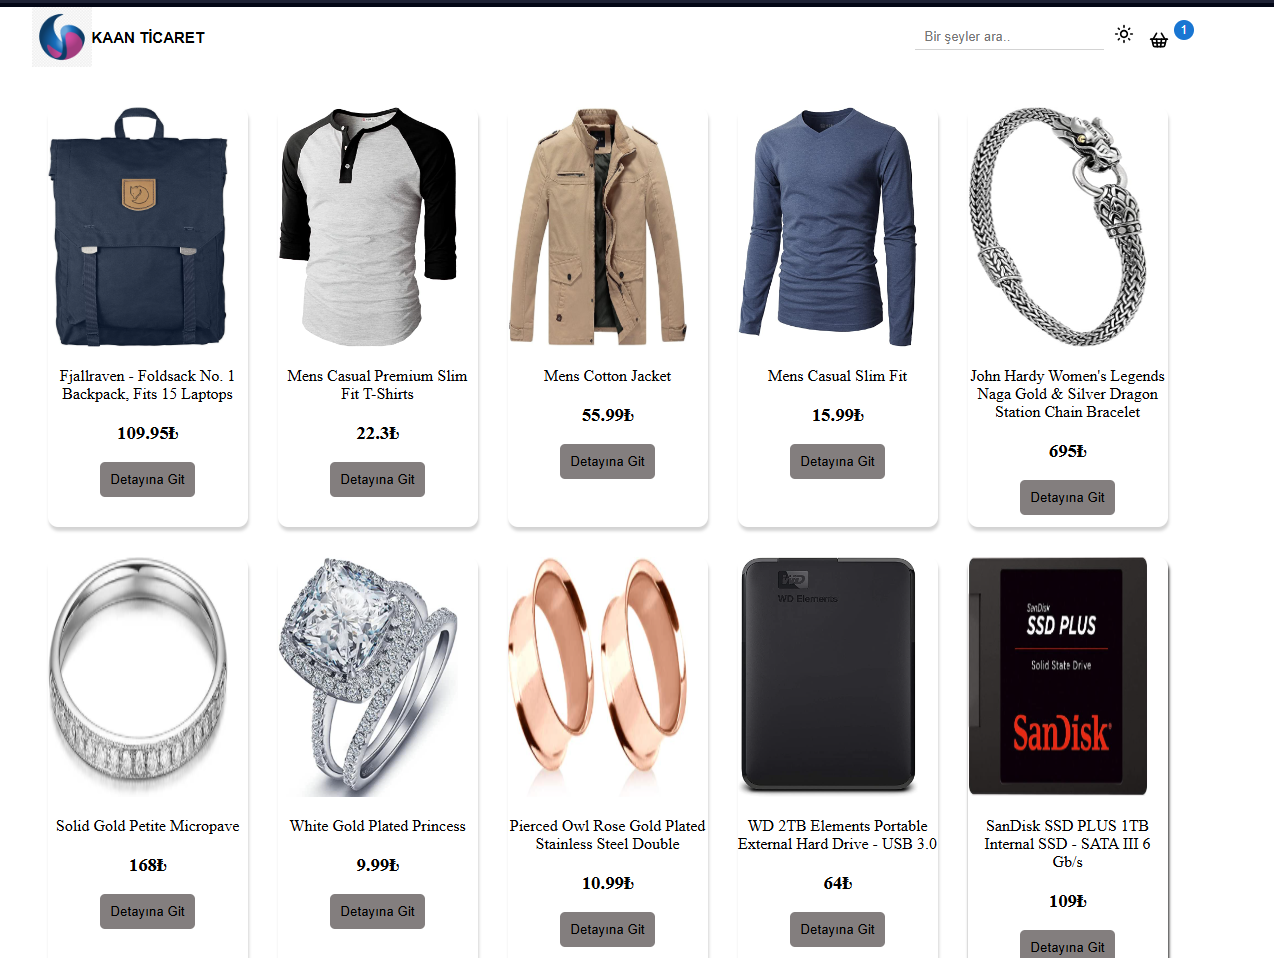 KAAN TİCARET
Bir şeyler ara..
1
Fjallraven - Foldsack No. 1
Backpack, Fits 15 Laptops
109.95₺
Detayına Git
Mens Casual Premium Slim
Fit T-Shirts
22.3₺
Detayına Git
Mens Cotton Jacket
55.99₺
Detayına Git
Mens Casual Slim Fit
15.99₺
Detayına Git
John Hardy Women's Legends
Naga Gold & Silver Dragon
Station Chain Bracelet
695₺
Detayına Git
Solid Gold Petite Micropave
168₺
Detayına Git
White Gold Plated Princess
9.99₺
Detayına Git
Pierced Owl Rose Gold Plated
Stainless Steel Double
10.99₺
Detayına Git
WD
WD Elements
WD 2TB Elements Portable
External Hard Drive - USB 3.0
64₺
Detayına Git
SanDisk
SSD PLUS
Solid State Drive
SanDisk
SanDisk SSD PLUS 1TB
Internal SSD - SATA III 6
Gb/s
109₺
Detayına Git